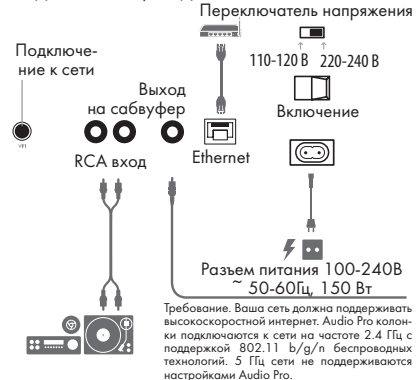 Переключатель напряжения
Подключе-
ние к сети
110-120 В 220-240 В
Выход
на сабвуфер
Включение
RCA вход
Ethernet
Разъем питания 100-240В
~ 50-60Гц, 150 Вт
Требование. Ваша сеть должна поддерживать
высокоскоростной интернет. Audio Pro колон-
ки подключаются к сети на частоте 2.4 ГГц с
поддержкой 802.11 b/g/n беспроводных
технологий. 5 ГГц сети не поддерживаются
настройками Audio Pro.